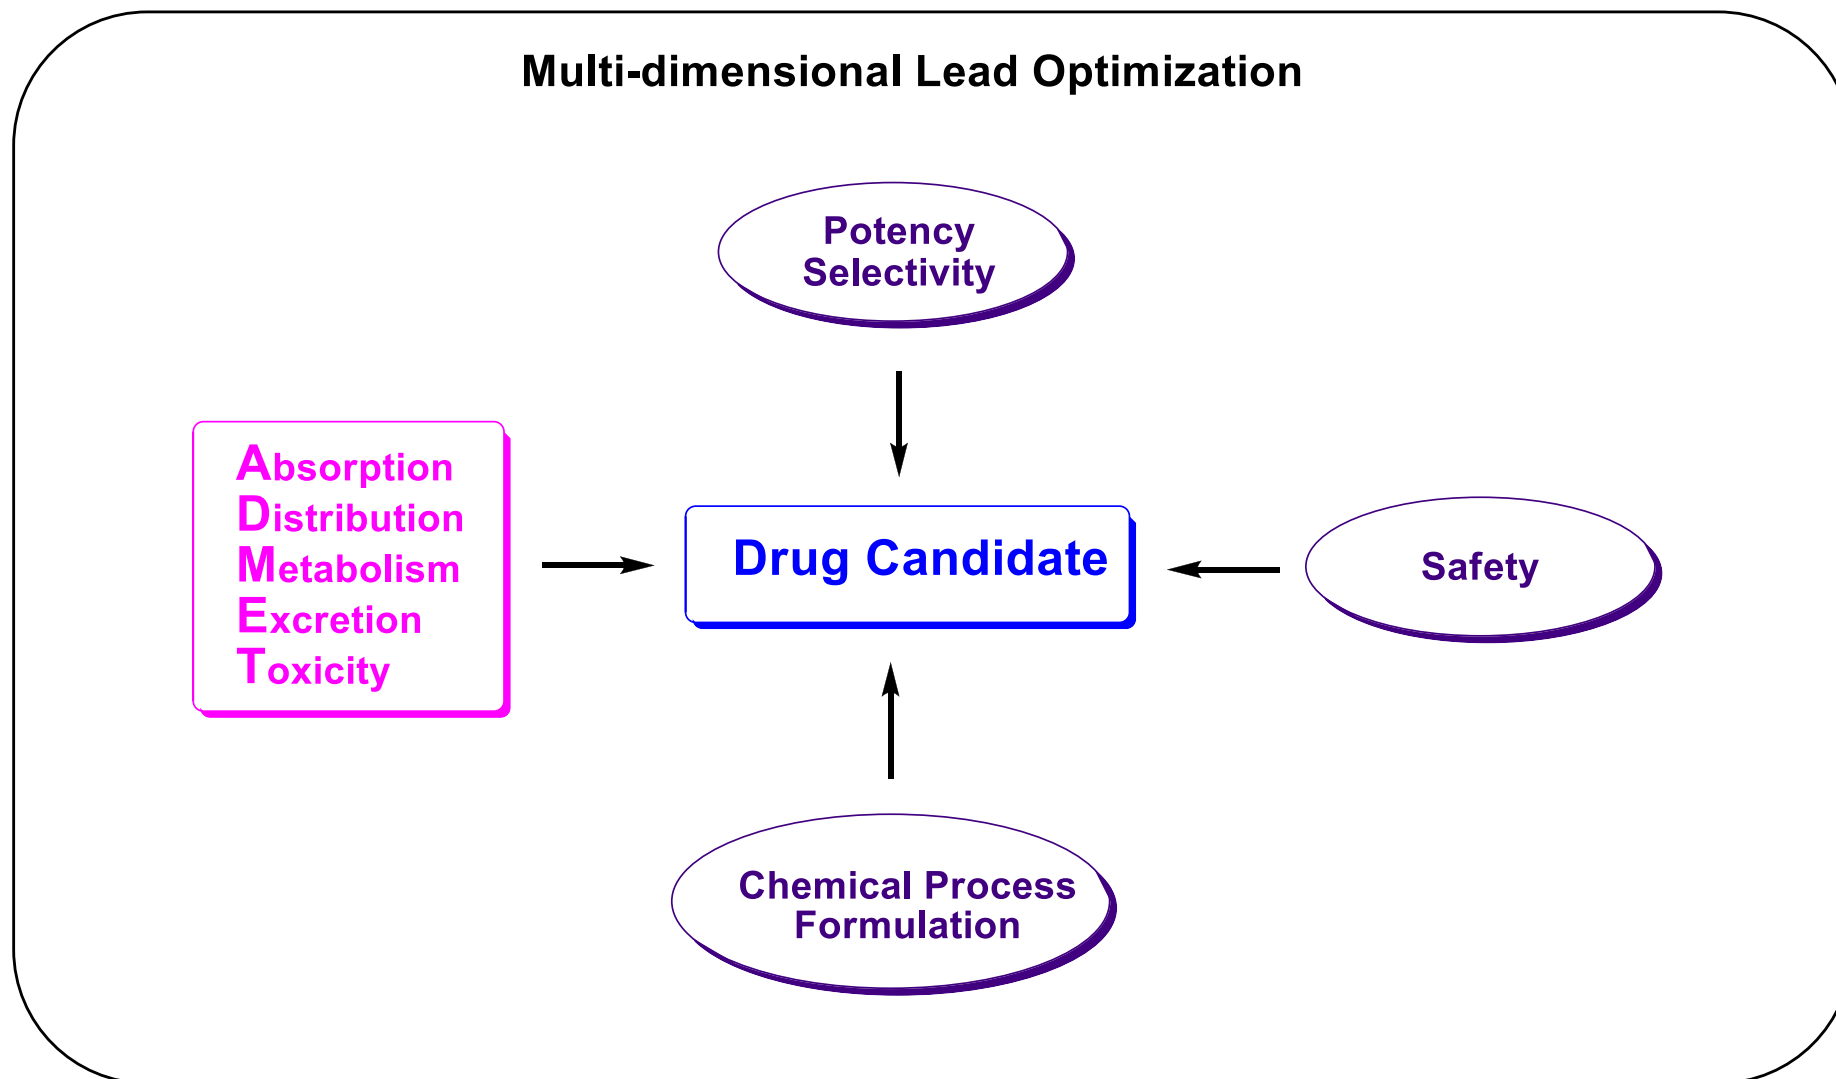 Multi-dimensional Lead Optimization
Potency
Selectivity
Absorption
Distribution
Metabolism
Excretion
Toxicity
Drug Candidate
Safety
Chemical Process
Formulation